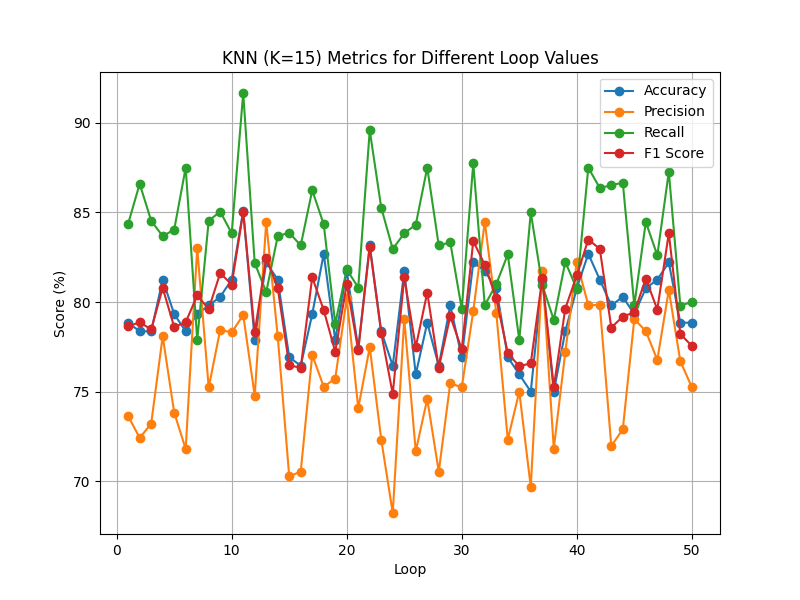 KNN (K=15) Metrics for Different Loop Values
Accuracy
Precision
Recall
F1 Score
Score (%)
90
85
80
75
70
0
10
20
30
40
50
Loop